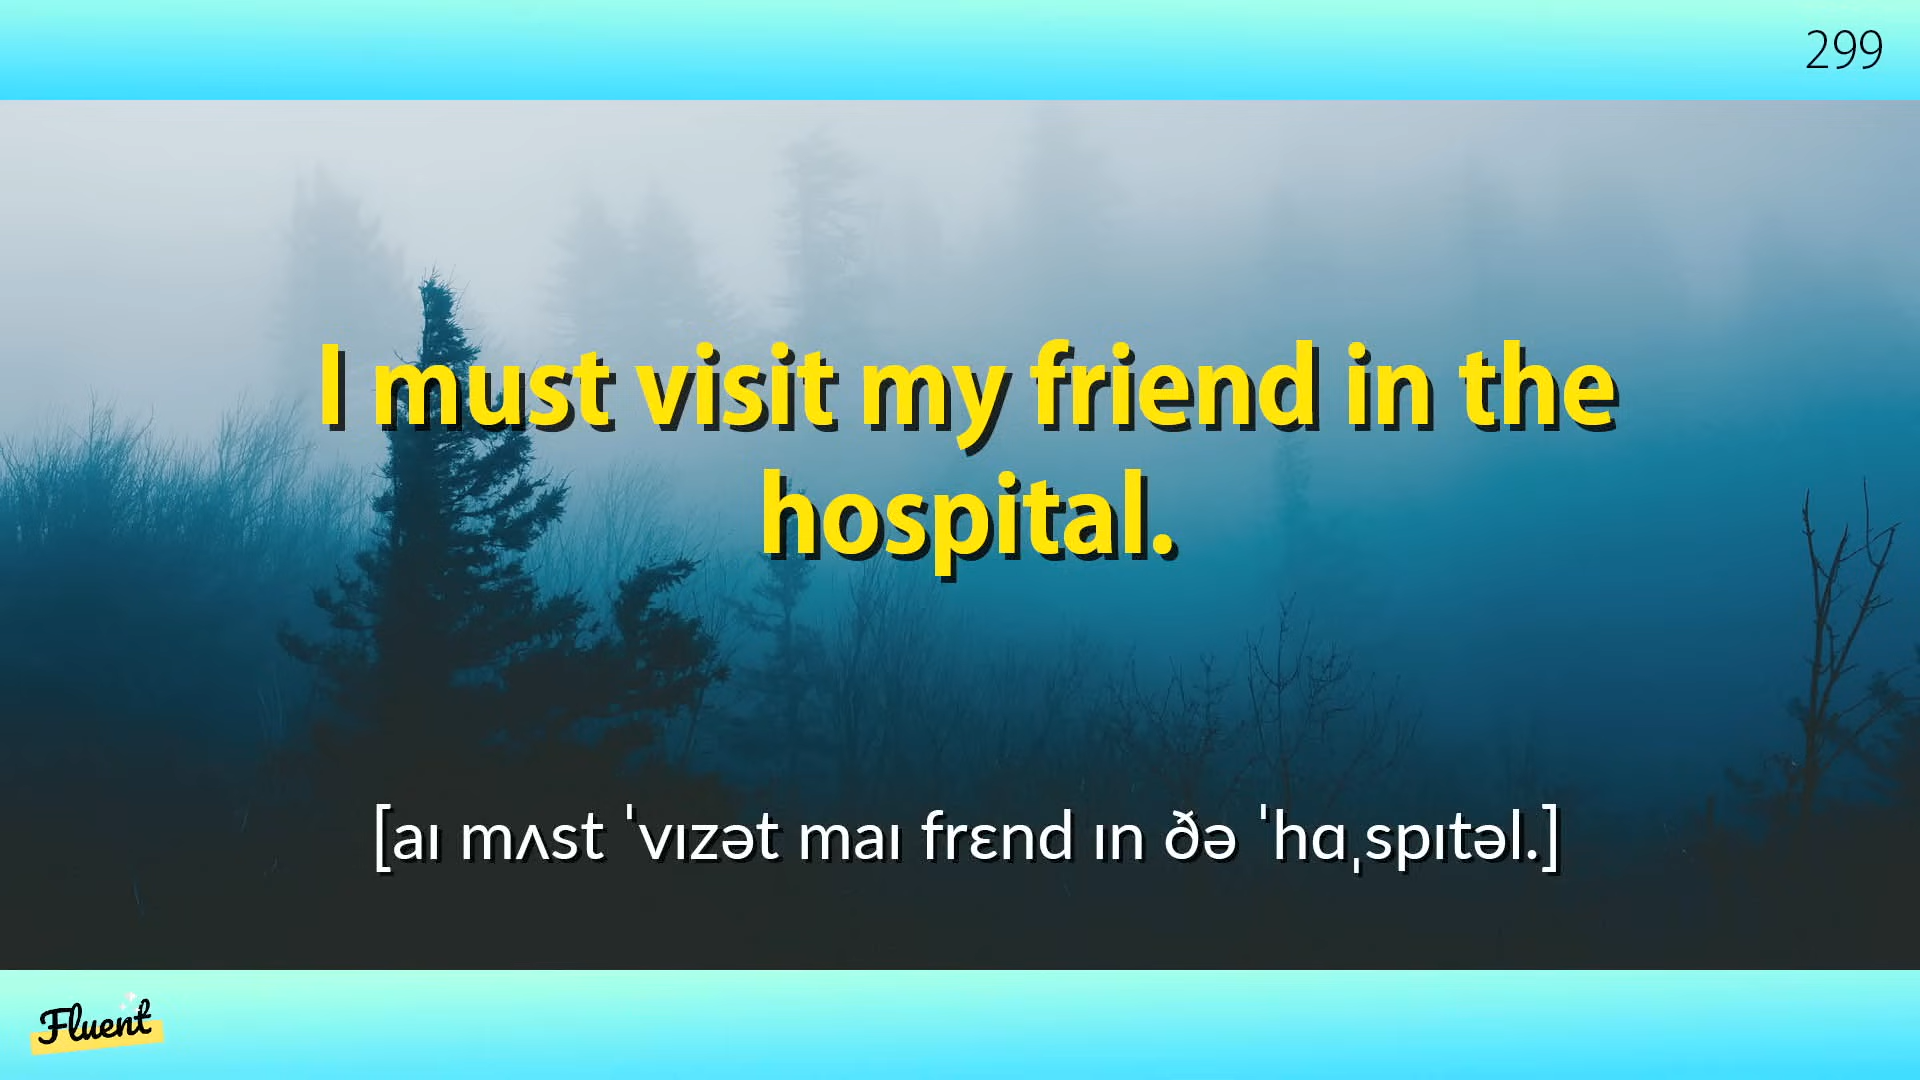 299
I must visit my friend in the
hospital.
[aɪ mʌst ˈvɪzət maɪ frɛnd ɪn ðə ˈhɑˌspɪtəl.]
Fluent